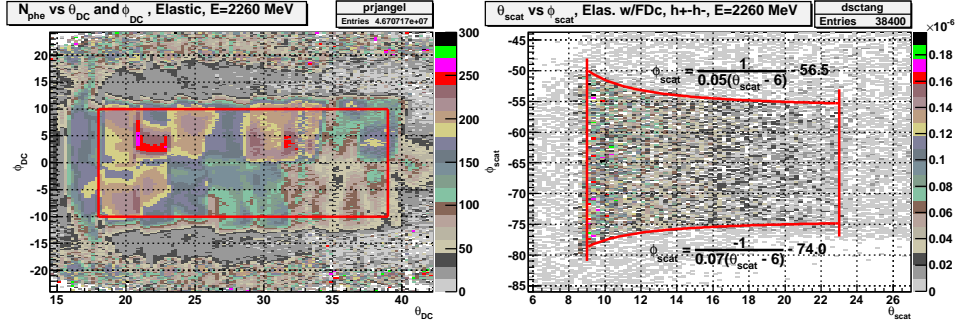 N_phe vs θ_DC and ϕ_DC , Elastic, E=2260 MeV
prjangel
Entries 4.670717e+07
ϕ_DC
20
15
10
5
0
-5
-10
-15
-20
15 20 25 30 35 40
θ_DC
300
250
200
150
100
50
0
θ_scat vs ϕ_scat, Elas. w/FDc, h+-h-, E=2260 MeV
dsctang
Entries 38400
×10^-6
ϕ_scat
-45
-50
-55
-60
-65
-70
-75
-80
-85
6 8 10 12 14 16 18 20 22 24 26
θ_scat
ϕ_scat = 1 / 0.05(θ_scat - 6) -56.5
ϕ_scat = -1 / 0.07(θ_scat - 6) - 74.0
0.18
0.16
0.14
0.12
0.1
0.08
0.06
0.04
0.02
0